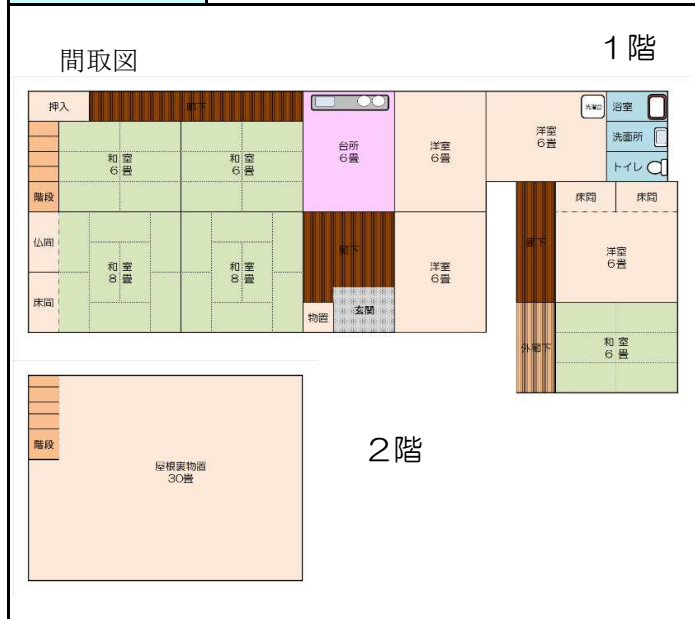 間取図
1階
押入
廊下
和室
6畳
和室
6畳
台所
6畳
洋室
6畳
洋室
6畳
洗濯台
浴室
洗面所
トイレ
階段
仏間
床間
和室
8畳
和室
8畳
廊下
物置
玄関
洋室
6畳
廊下
床間
床間
洋室
6畳
外廊下
和室
6畳
階段
屋根裏物置
30畳
2階